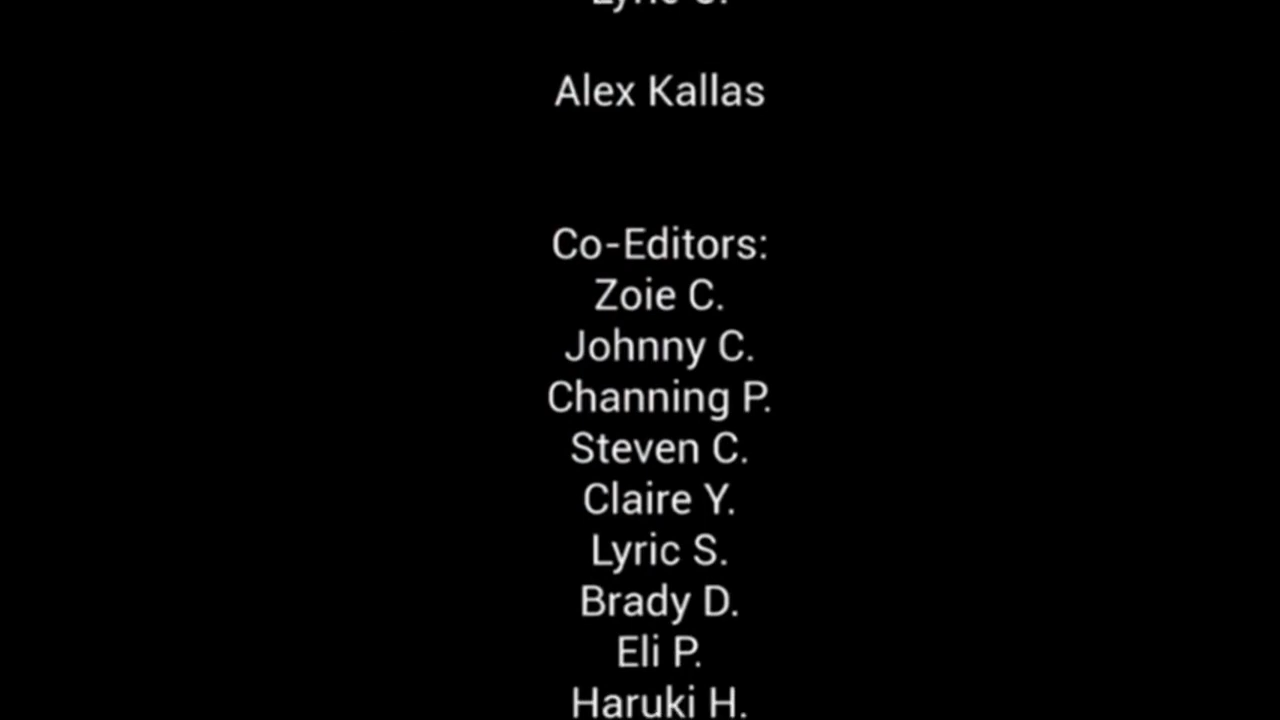 Alex Kallas
Co-Editors:
Zoie C.
Johnny C.
Channing P.
Steven C.
Claire Y.
Lyric S.
Brady D.
Eli P.
Haruki H.